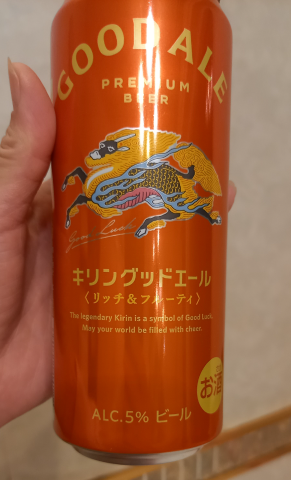 GOOD ALE
PREMIUM
BEER
Good Luck
キリングッドエール
〈リッチ&フルーティ〉
The legendary Kirin is a symbol of Good Luck.
May your world be filled with cheer.
お酒
ALC.5% ビール